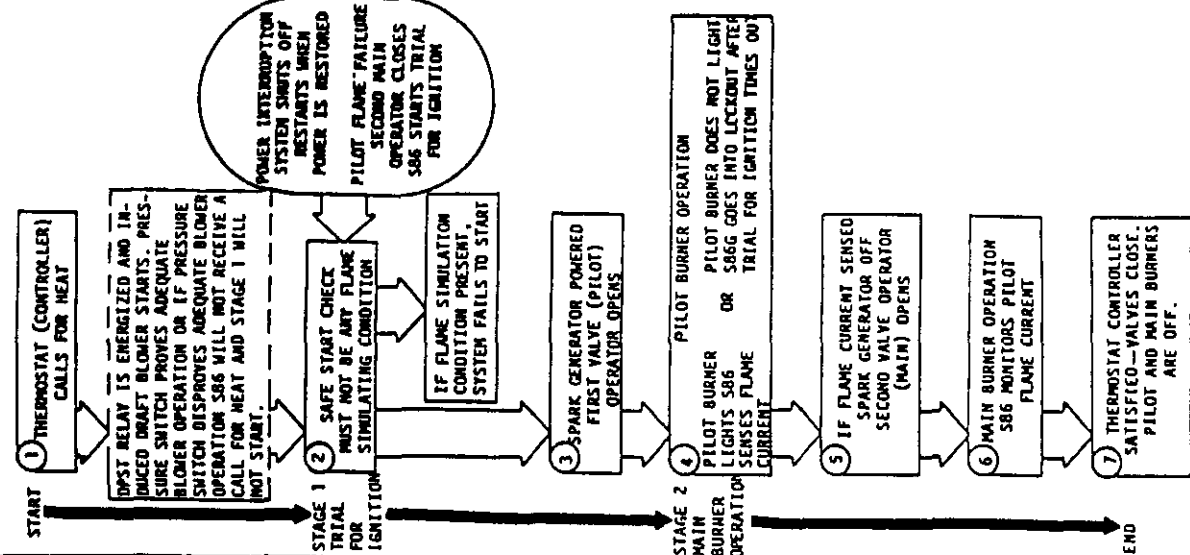 START
1 THERMOSTAT (CONTROLLER)
CALLS FOR HEAT
DPST RELAY IS ENERGIZED AND IN-
DUCED DRAFT BLOWER STARTS. PRES-
SURE SWITCH PROVES ADEQUATE
BLOWER OPERATION OR IF PRESSURE
SWITCH DISPROVES ADEQUATE BLOWER
OPERATION S86 WILL NOT RECEIVE A
CALL FOR HEAT AND STAGE 1 WILL
NOT START.
POWER INTERRUPTION
SYSTEM SHUTS OFF
RESTARTS WHEN
POWER IS RESTORED
PILOT FLAME FAILURE
SECOND MAIN
OPERATOR CLOSES
S86 STARTS TRIAL
FOR IGNITION
STAGE 1
TRIAL
FOR
IGNITION
2 SAFE START CHECK
MUST NOT BE ANY FLAME
SIMULATING CONDITION
IF FLAME SIMULATION
CONDITION PRESENT,
SYSTEM FAILS TO START
3 SPARK GENERATOR POWERED
FIRST VALVE (PILOT)
OPERATOR OPENS
STAGE 2
MAIN
BURNER
OPERATION
4 PILOT BURNER OPERATION
PILOT BURNER
LIGHTS S86
SENSES FLAME
CURRENT
OR
PILOT BURNER DOES NOT LIGHT
S86G GOES INTO LOCKOUT AFTER
TRIAL FOR IGNITION TIMES OUT
5 IF FLAME CURRENT SENSED
SPARK GENERATOR OFF
SECOND VALVE OPERATOR
(MAIN) OPENS
6 MAIN BURNER OPERATION
S86 MONITORS PILOT
FLAME CURRENT
7 THERMOSTAT CONTROLLER
SATISFIED-VALVES CLOSE.
PILOT AND MAIN BURNERS
ARE OFF.
END